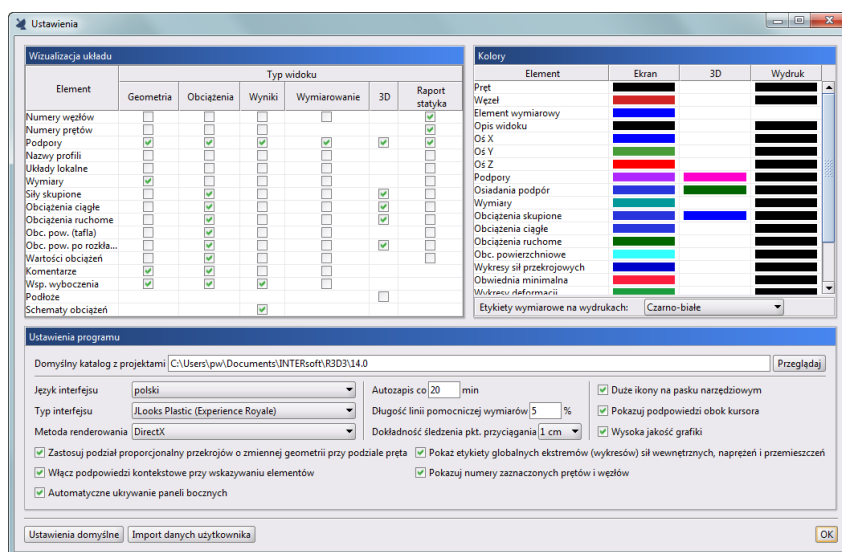 Ustawienia
Wizualizacja układu
Element
Typ widoku
Geometria Obciążenia Wyniki Wymiarowanie 3D Raport statyka
Numery węzłów
Numery prętów
Podpory
Nazwy profili
Układy lokalne
Wymiary
Siły skupione
Obciążenia ciągłe
Obciążenia ruchome
Obc. pow. (tafla)
Obc. pow. po rozkła...
Wartości obciążeń
Komentarze
Wsp. wyboczenia
Podłoże
Schematy obciążeń
Kolory
Element Ekran 3D Wydruk
Pręt
Węzeł
Element wymiarowy
Opis widoku
Oś X
Oś Y
Oś Z
Podpory
Osiadania podpór
Wymiary
Obciążenia skupione
Obciążenia ciągłe
Obciążenia ruchome
Obc. powierzchniowe
Wykresy sił przekrojowych
Obwiednia minimalna
Wykresy deformacji
Etykiety wymiarowe na wydrukach: Czarno-białe
Ustawienia programu
Domyślny katalog z projektami C:\Users\pw\Documents\INTERsoft\R3D3\14.0 Przeglądaj
Język interfejsu polski Autozapis co 20 min Duże ikony na pasku narzędziowym
Typ interfejsu JLooks Plastic (Experience Royale) Długość linii pomocniczej wymiarów 5 % Pokazuj podpowiedzi obok kursora
Metoda renderowania DirectX Dokładność śledzenia pkt. przyciągania 1 cm Wysoka jakość grafiki
Zastosuj podział proporcjonalny przekrojów o zmiennej geometrii przy podziale pręta Pokaż etykiety globalnych ekstremów (wykresów) sił wewnętrznych, naprężeń i przemieszczeń
Włącz podpowiedzi kontekstowe przy wskazywaniu elementów Pokazuj numery zaznaczonych prętów i węzłów
Automatyczne ukrywanie paneli bocznych
Ustawienia domyślne Import danych użytkownika OK